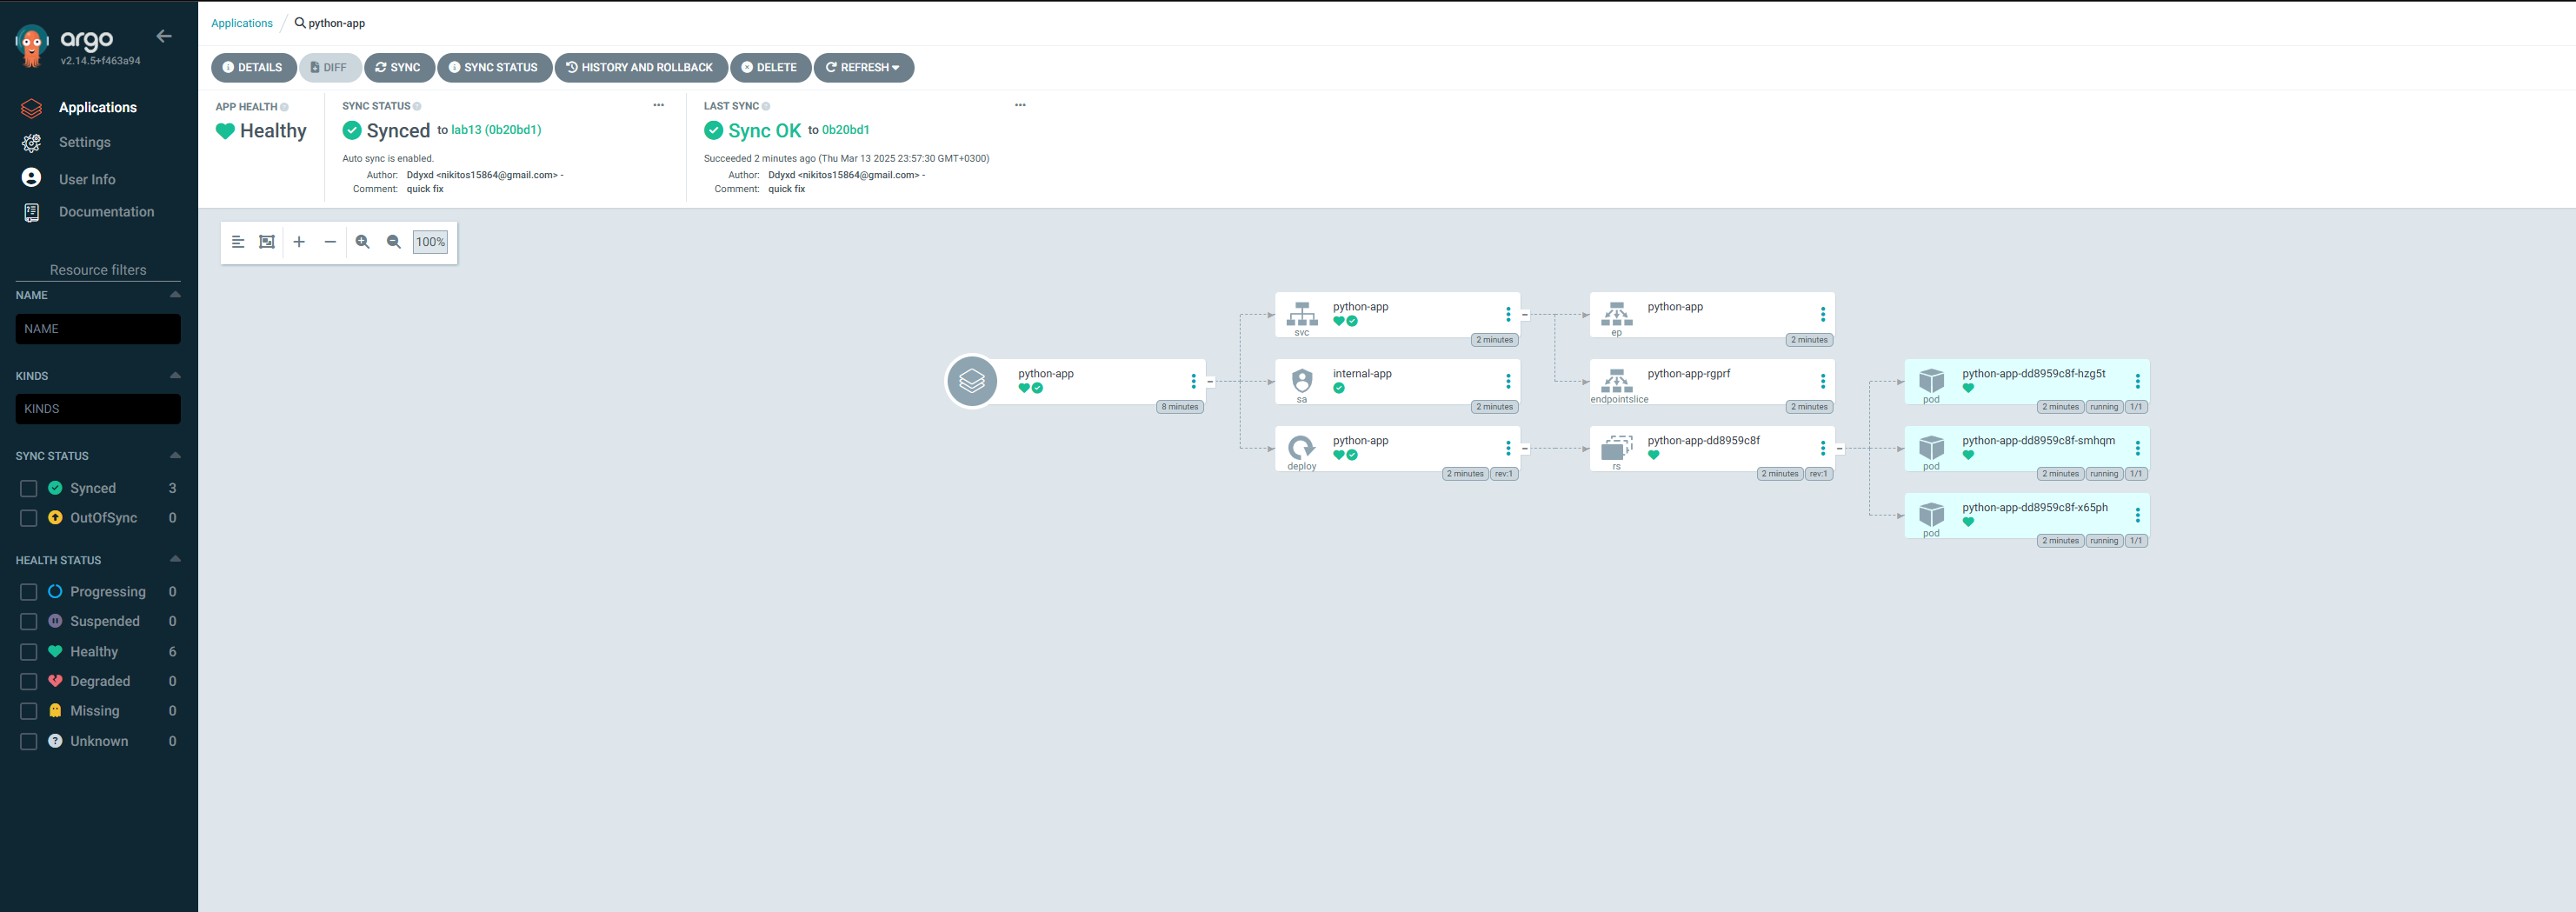 argo
v2.14.5+f463a94
Applications
Settings
User Info
Documentation
Resource filters
NAME
NAME
KINDS
KINDS
SYNC STATUS
Synced 3
OutOfSync 0
HEALTH STATUS
Progressing 0
Suspended 0
Healthy 6
Degraded 0
Missing 0
Unknown 0
Applications / python-app
DETAILS DIFF SYNC SYNC STATUS HISTORY AND ROLLBACK DELETE REFRESH
APP HEALTH
Healthy
SYNC STATUS
Synced to lab13 (0b20bd1)
Auto sync is enabled.
Author: Ddyxd <nikitos15864@gmail.com> -
Comment: quick fix
LAST SYNC
Sync OK to 0b20bd1
Succeeded 2 minutes ago (Thu Mar 13 2025 23:57:30 GMT+0300)
Author: Ddyxd <nikitos15864@gmail.com> -
Comment: quick fix
100%
python-app
8 minutes
python-app
svc
2 minutes
internal-app
sa
2 minutes
python-app
deploy
2 minutes rev:1
python-app
ep
2 minutes
python-app-rgprf
endpointslice
2 minutes
python-app-dd8959c8f
rs
2 minutes rev:1
python-app-dd8959c8f-hzg5t
pod
2 minutes running 1/1
python-app-dd8959c8f-smhqm
pod
2 minutes running 1/1
python-app-dd8959c8f-x65ph
pod
2 minutes running 1/1